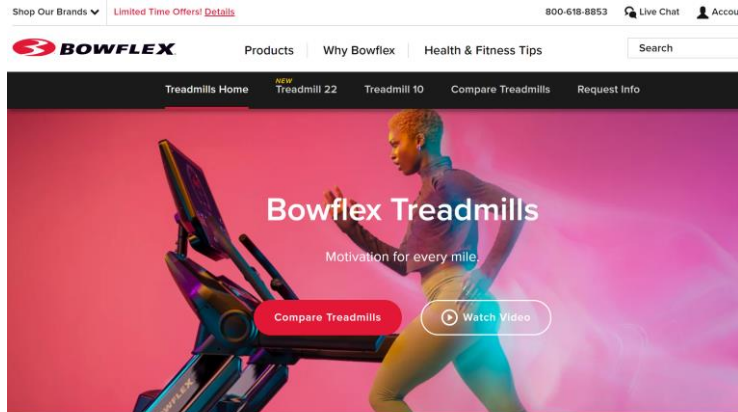 Shop Our Brands
Limited Time Offers! Details
800-618-8853
Live Chat
Accou
BOWFLEX
Products
Why Bowflex
Health & Fitness Tips
Search
Treadmills Home
NEW
Treadmill 22
Treadmill 10
Compare Treadmills
Request Info
Bowflex Treadmills
Motivation for every mile.
Compare Treadmills
Watch Video
BOWFLEX